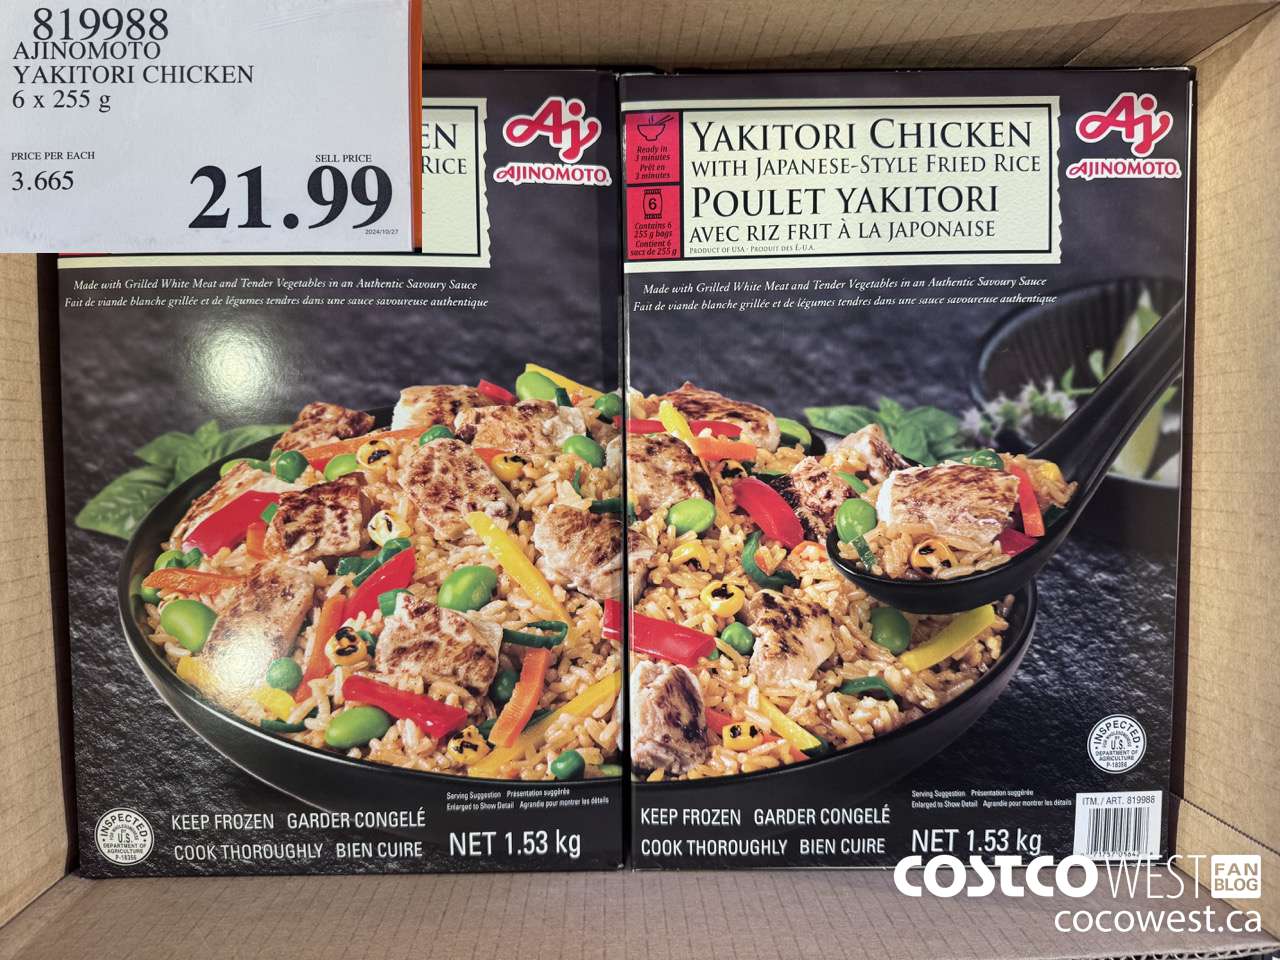 819988
AJINOMOTO
YAKITORI CHICKEN
6 x 255 g
PRICE PER EACH
3.665
SELL PRICE
21.99
2024/10/27
EN
RICE
Aj
AJINOMOTO
Made with Grilled White Meat and Tender Vegetables in an Authentic Savoury Sauce
Fait de viande blanche grillée et de légumes tendres dans une sauce savoureuse authentique
Serving Suggestion Présentation suggérée
Enlarged to Show Detail Agrandie pour montrer les détails
INSPECTED
FOR WHOLESOMENESS
BY
U.S.
DEPARTMENT OF
AGRICULTURE
P-18356
KEEP FROZEN GARDER CONGELÉ
COOK THOROUGHLY BIEN CUIRE
NET 1.53 kg
Ready in
3 minutes
Prêt en
3 minutes
6
Contains 6
255 g bags
Contient 6
sacs de 255 g
YAKITORI CHICKEN
WITH JAPANESE-STYLE FRIED RICE
POULET YAKITORI
AVEC RIZ FRIT À LA JAPONAISE
PRODUCT OF USA · PRODUIT DES É.-U.A.
Aj
AJINOMOTO
Made with Grilled White Meat and Tender Vegetables in an Authentic Savoury Sauce
Fait de viande blanche grillée et de légumes tendres dans une sauce savoureuse authentique
INSPECTED
FOR WHOLESOMENESS
BY
U.S.
DEPARTMENT OF
AGRICULTURE
P-18356
Serving Suggestion Présentation suggérée
Enlarged to Show Detail Agrandie pour montrer les détails
ITM. / ART. 819988
KEEP FROZEN GARDER CONGELÉ
COOK THOROUGHLY BIEN CUIRE
NET 1.53 kg
COSTCO WEST FAN BLOG
cocowest.ca